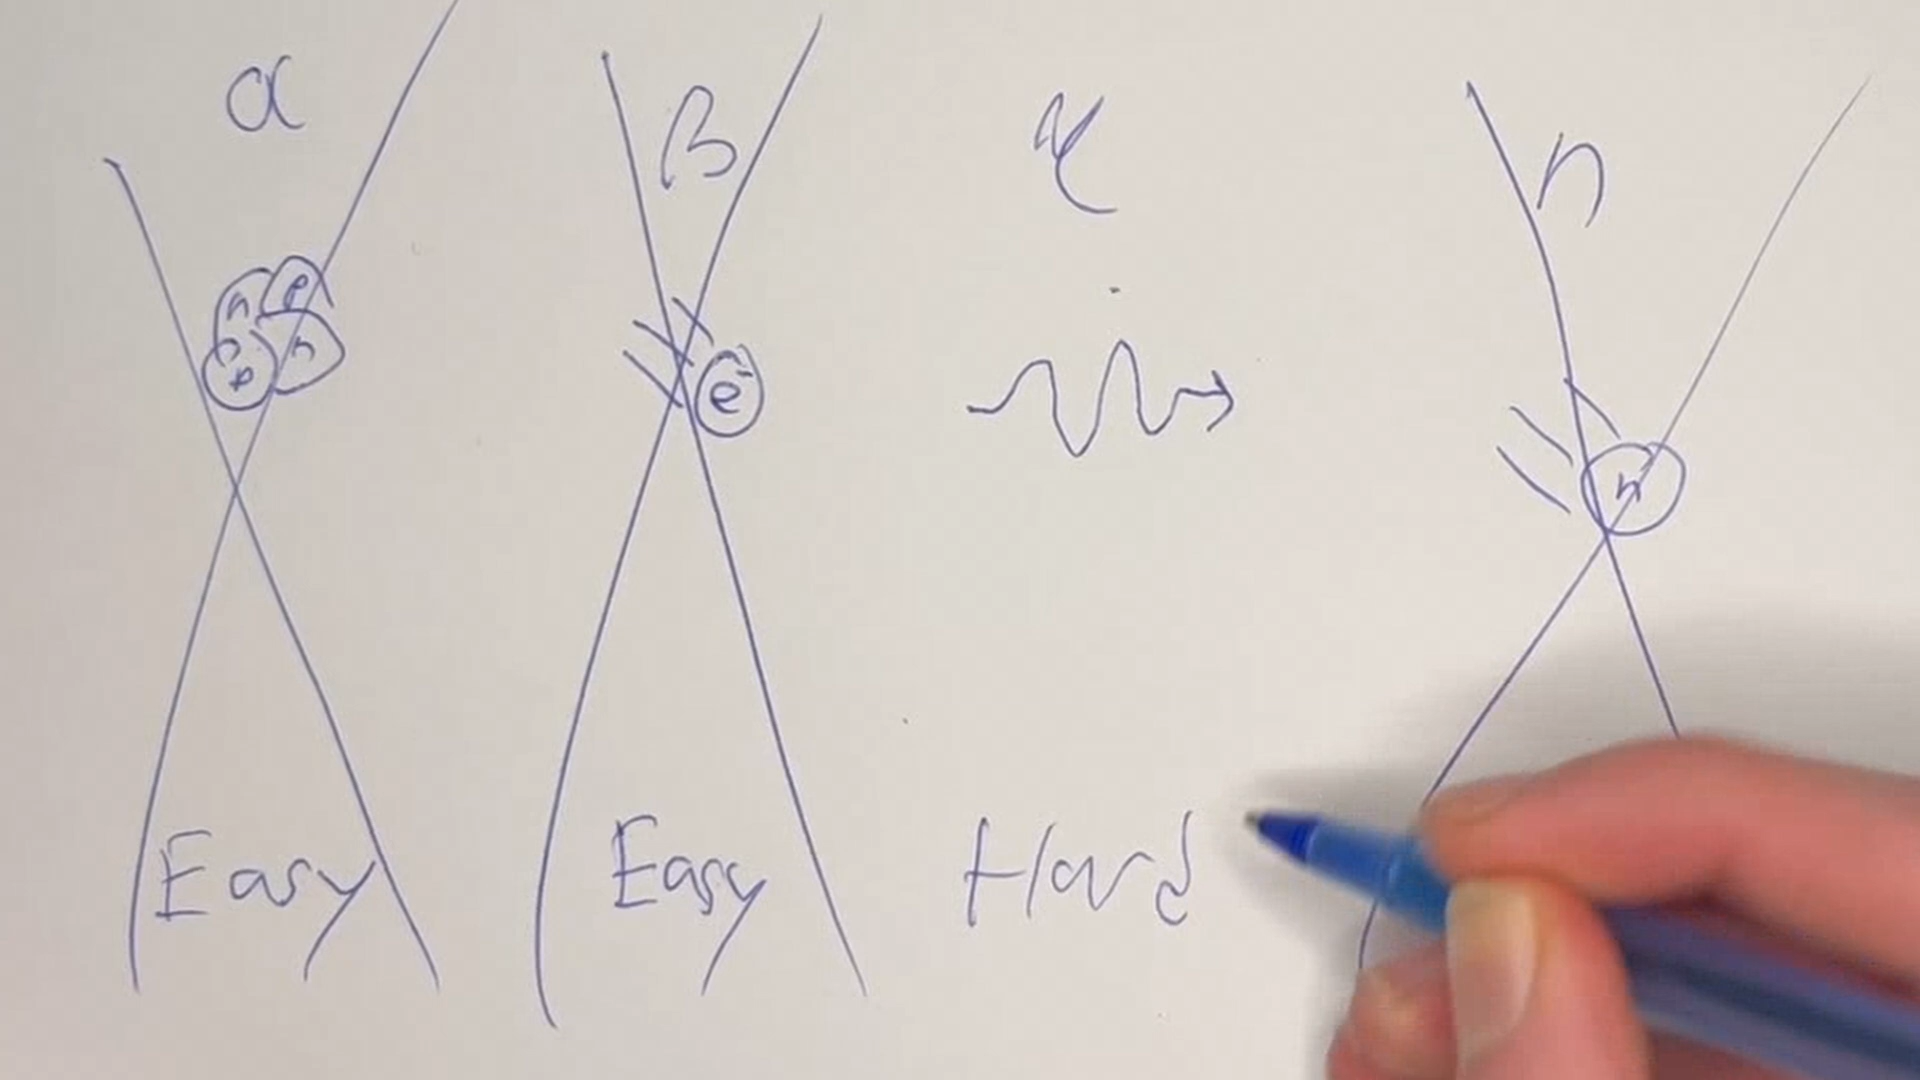 α β γ n
n p
p n
e⁻
n
Easy Easy Hard